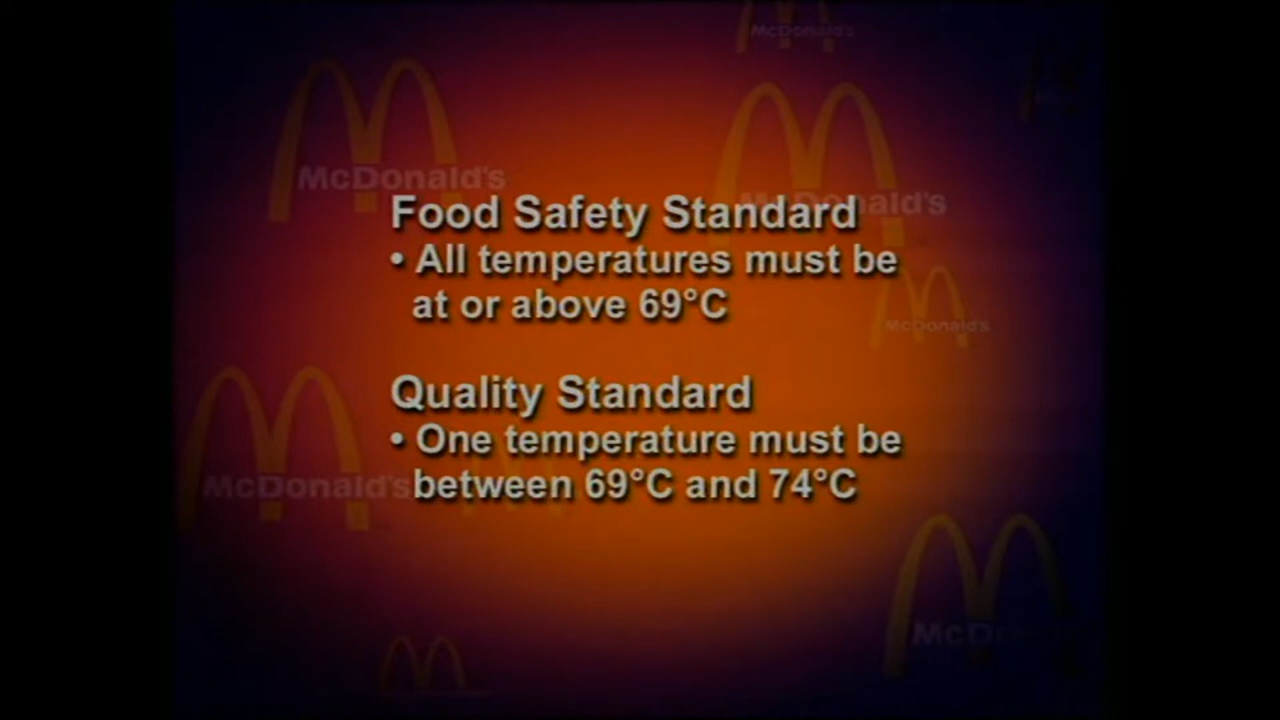 McDonald's
McDonald's
McDonald's
Food Safety Standard
• All temperatures must be
at or above 69°C
McDonald's
Quality Standard
• One temperature must be
between 69°C and 74°C
McDonald's